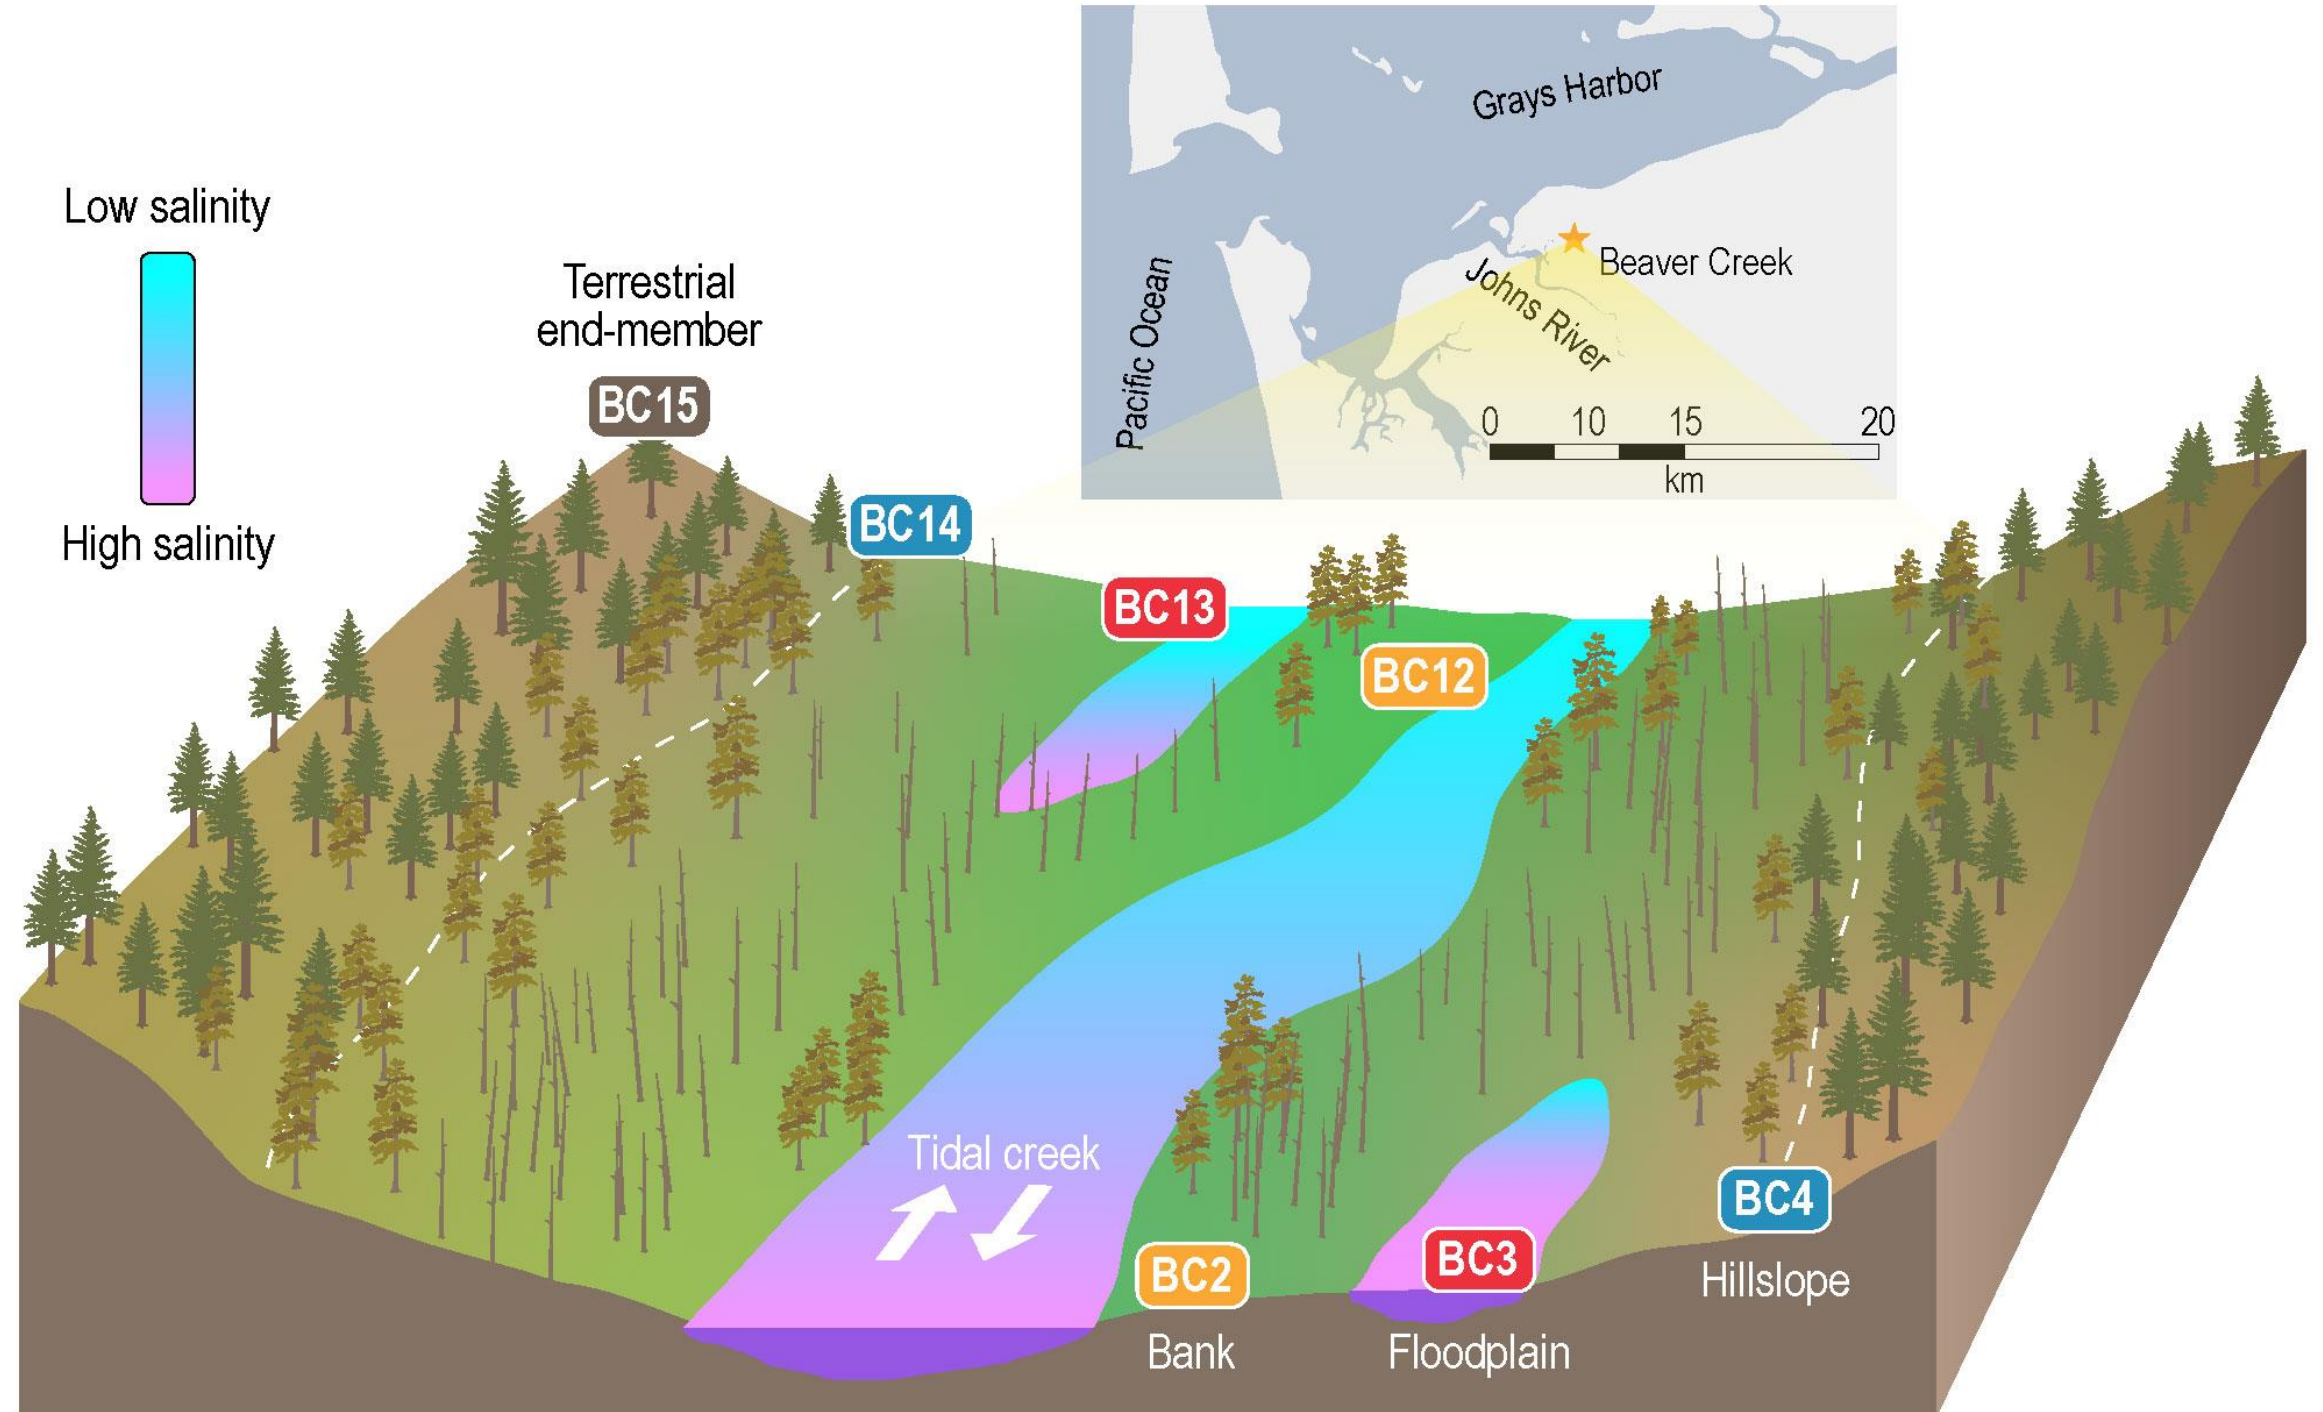 Grays Harbor
Beaver Creek
Johns River
Pacific Ocean
0 10 15 20
km
Low salinity
High salinity
Terrestrial
end-member
BC15
BC14
BC13
BC12
Tidal creek
BC2
Bank
BC3
Floodplain
BC4
Hillslope